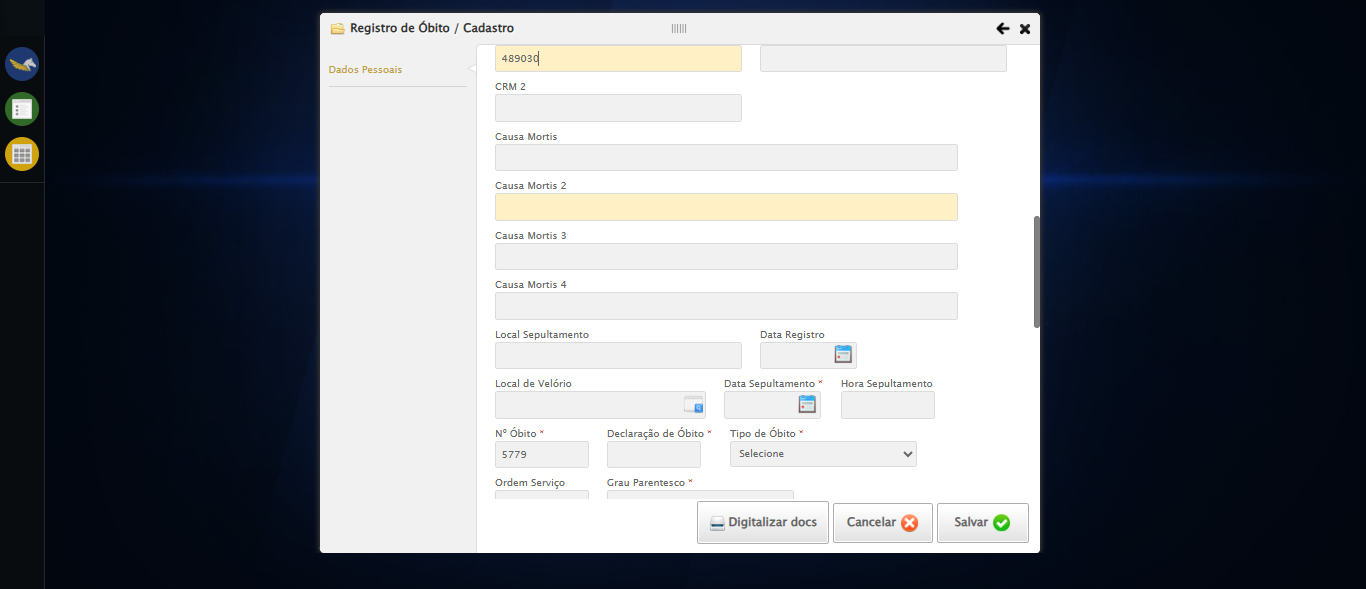 Registro de Óbito / Cadastro
Dados Pessoais
489030
CRM 2
Causa Mortis
Causa Mortis 2
Causa Mortis 3
Causa Mortis 4
Local Sepultamento
Data Registro
Local de Velório
Data Sepultamento *
Hora Sepultamento
Nº Óbito *
Declaração de Óbito *
Tipo de Óbito *
5779
Selecione
Ordem Serviço
Grau Parentesco *
Digitalizar docs
Cancelar
Salvar